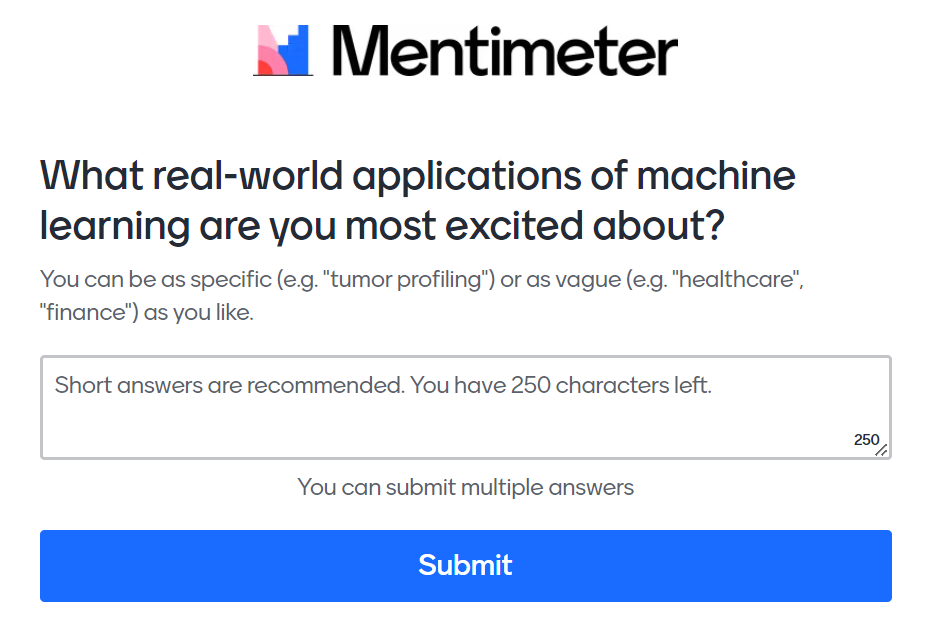 Mentimeter
What real-world applications of machine
learning are you most excited about?
You can be as specific (e.g. "tumor profiling") or as vague (e.g. "healthcare",
"finance") as you like.
Short answers are recommended. You have 250 characters left.
250
You can submit multiple answers
Submit